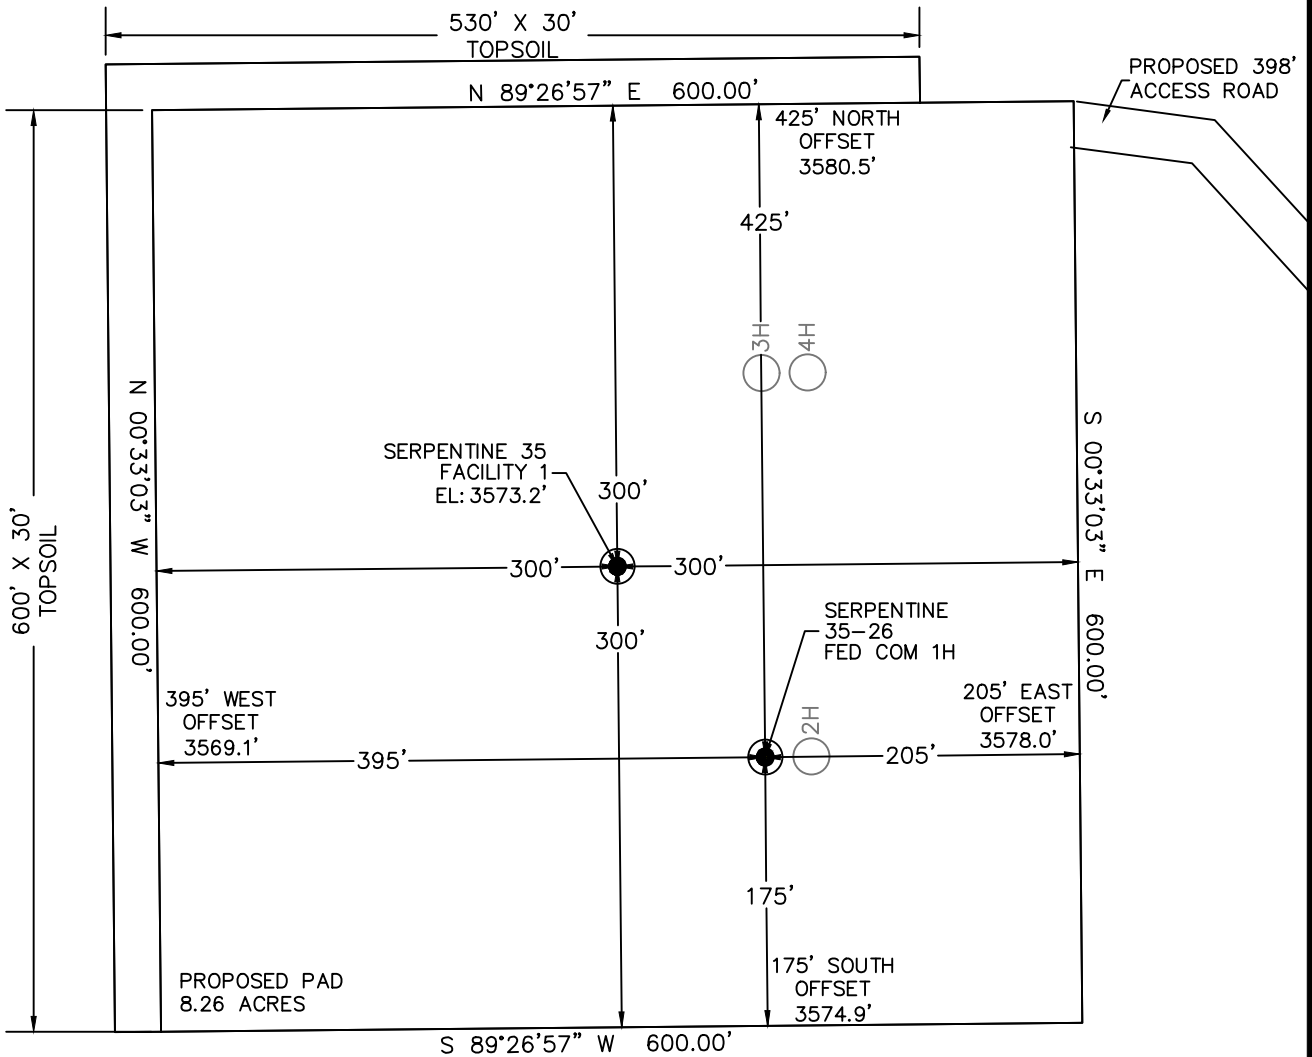 530' X 30'
TOPSOIL
PROPOSED 398'
ACCESS ROAD
N 89°26'57" E 600.00'
425' NORTH
OFFSET
3580.5'
425'
3H
4H
N 00°33'03" W 600.00'
S 00°33'03" E 600.00'
SERPENTINE 35
FACILITY 1
EL: 3573.2'
300'
600' X 30'
TOPSOIL
300'
300'
300'
SERPENTINE
35-26
FED COM 1H
395' WEST
OFFSET
3569.1'
205' EAST
OFFSET
3578.0'
2H
395'
205'
175'
PROPOSED PAD
8.26 ACRES
175' SOUTH
OFFSET
3574.9'
S 89°26'57" W 600.00'